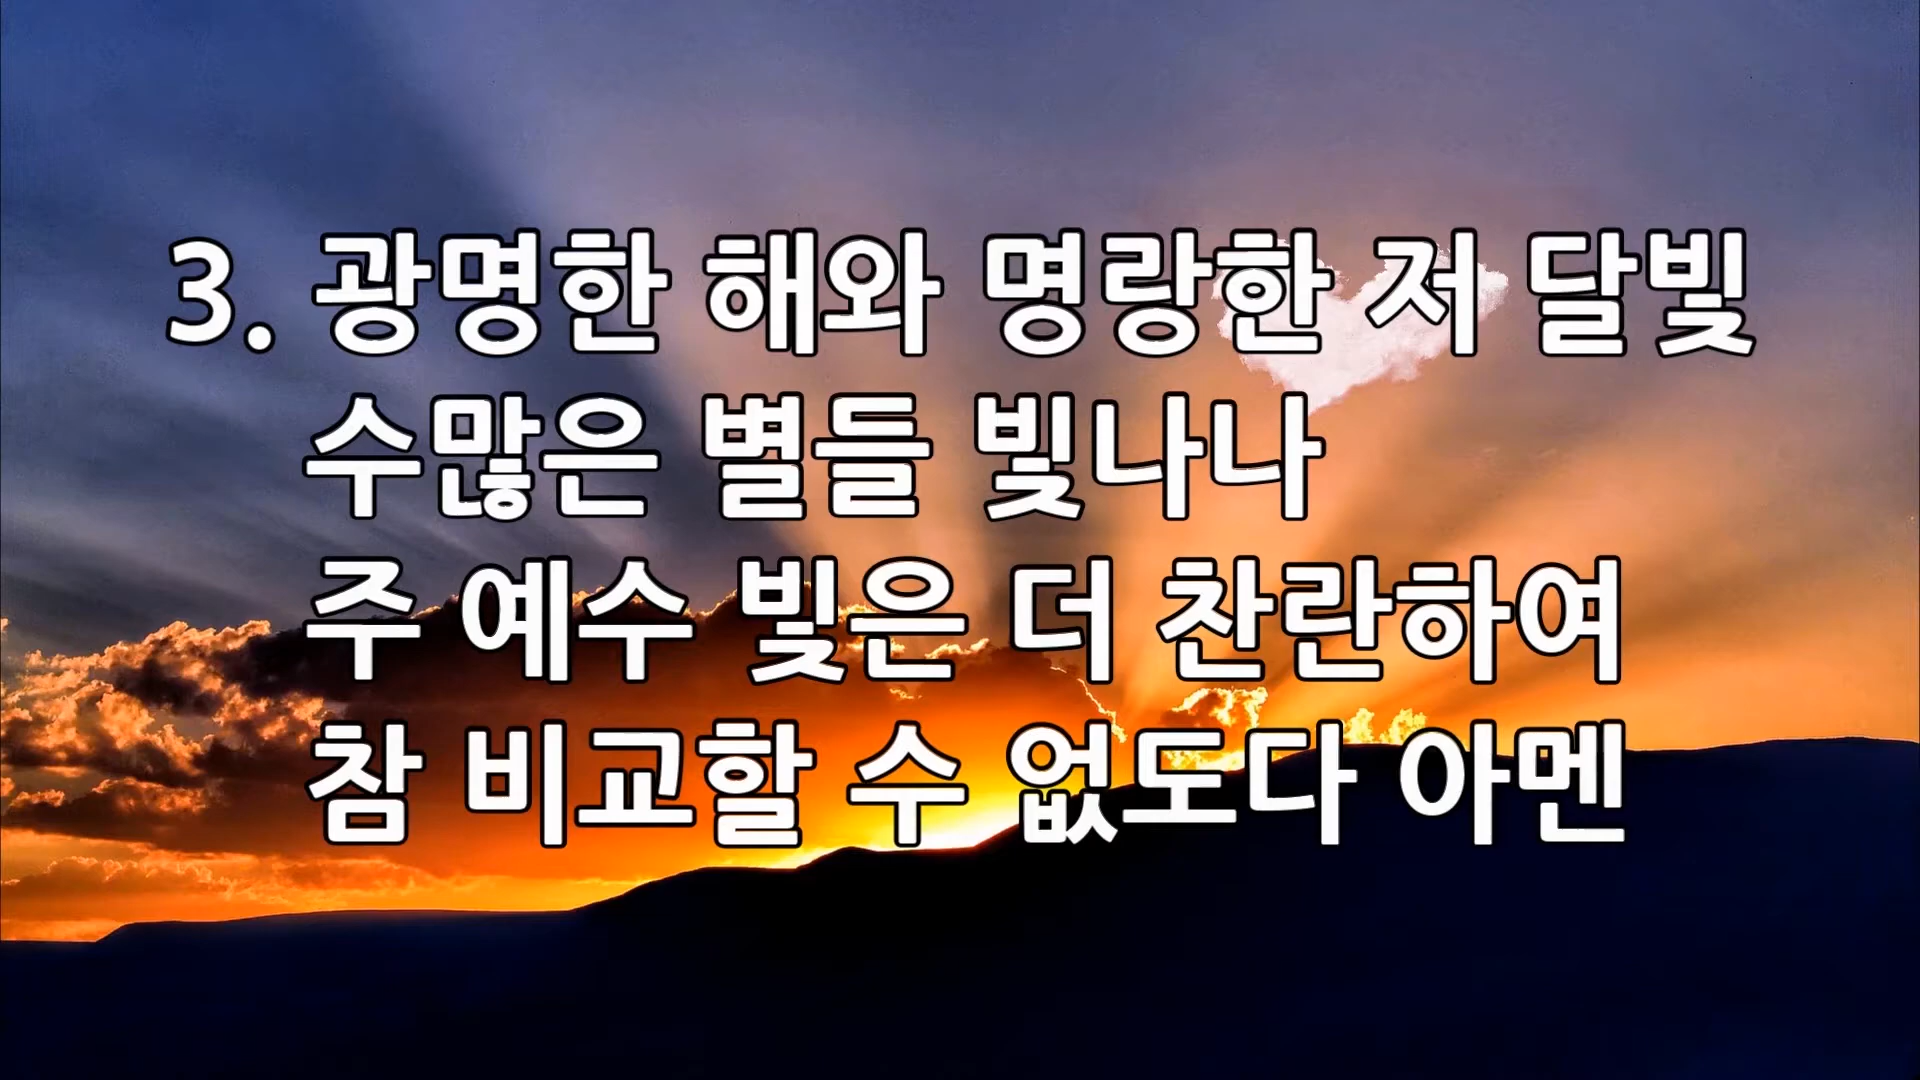 3. 광명한 해와 명랑한 저 달빛
수많은 별들 빛나나
주 예수 빛은 더 찬란하여
참 비교할 수 없도다 아멘